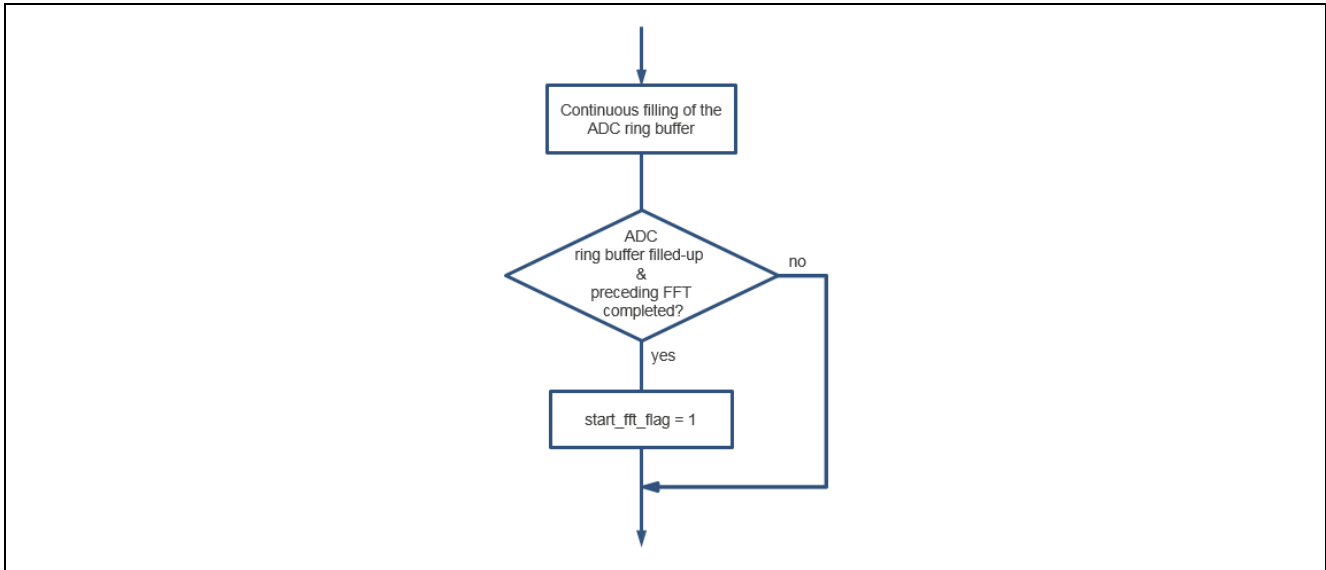 Continuous filling of the
ADC ring buffer
ADC
ring buffer filled-up
&
preceding FFT
completed?
no
yes
start_fft_flag = 1